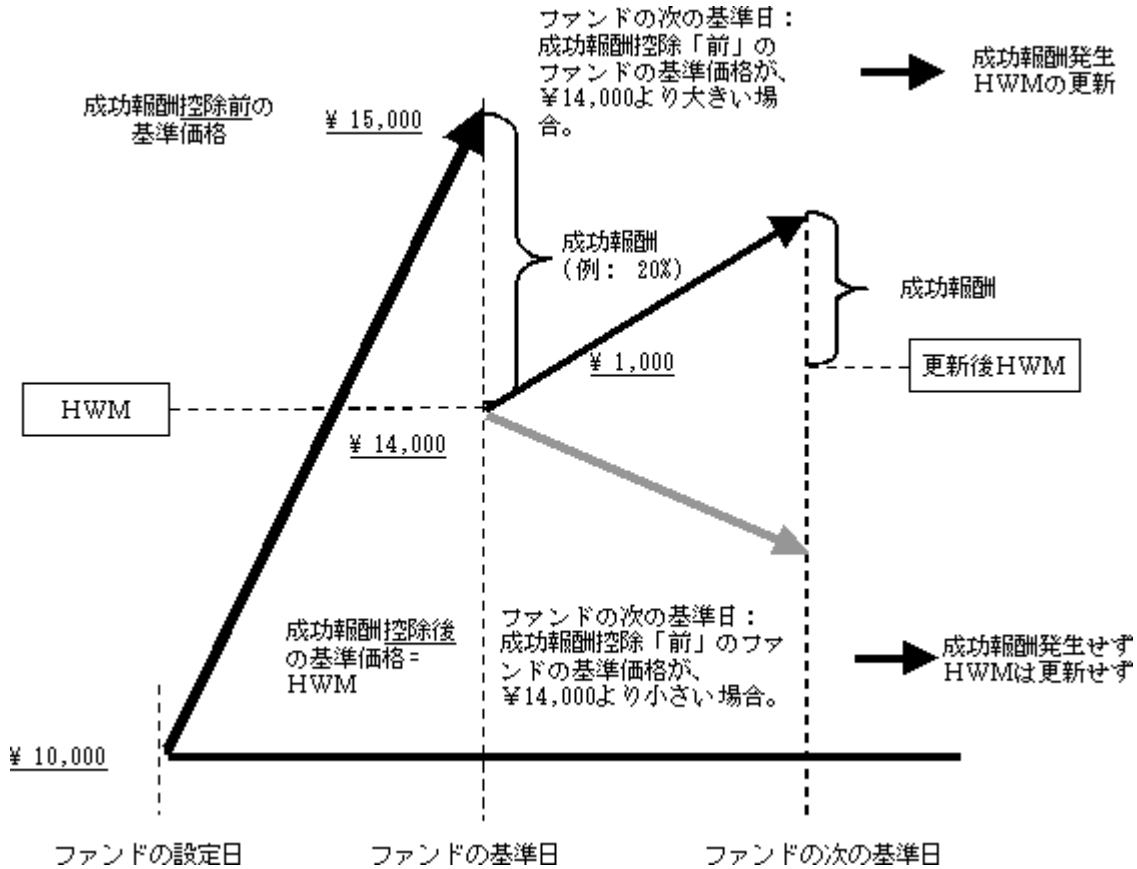 ファンドの次の基準日：
成功報酬控除「前」の
ファンドの基準価格が、
¥14,000より大きい場
合。
成功報酬発生
HWMの更新
成功報酬控除前の
基準価格
¥ 15,000
成功報酬
(例： 20%)
成功報酬
¥ 1,000
更新後HWM
HWM
¥ 14,000
成功報酬控除後
の基準価格=
HWM
ファンドの次の基準日：
成功報酬控除「前」のファ
ンドの基準価格が、
¥14,000より小さい場合。
成功報酬発生せず
HWMは更新せず
¥ 10,000
ファンドの設定日
ファンドの基準日
ファンドの次の基準日